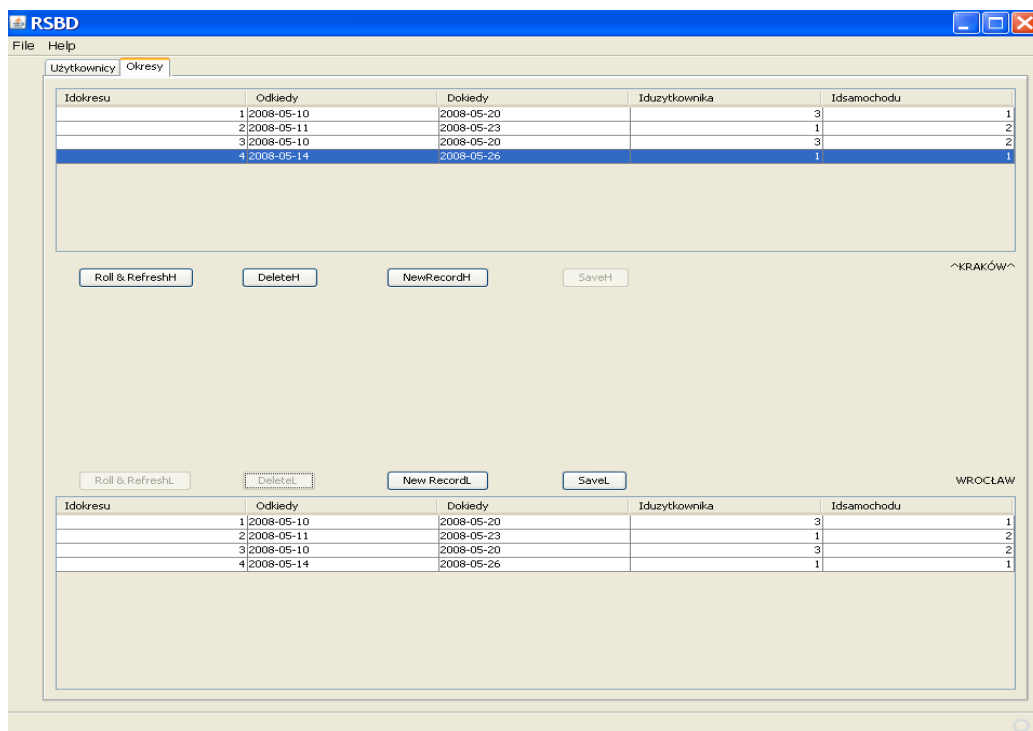 RSBD
File Help
Użytkownicy Okresy
Idokresu Odkiedy Dokiedy Iduzytkownika Idsamochodu
1 2008-05-10 2008-05-20 3 1
2 2008-05-11 2008-05-23 1 2
3 2008-05-10 2008-05-20 3 2
4 2008-05-14 2008-05-26 1 1
^KRAKÓW^
Roll & RefreshH DeleteH NewRecordH SaveH
Roll & RefreshL DeleteL New RecordL SaveL WROCŁAW
Idokresu Odkiedy Dokiedy Iduzytkownika Idsamochodu
1 2008-05-10 2008-05-20 3 1
2 2008-05-11 2008-05-23 1 2
3 2008-05-10 2008-05-20 3 2
4 2008-05-14 2008-05-26 1 1